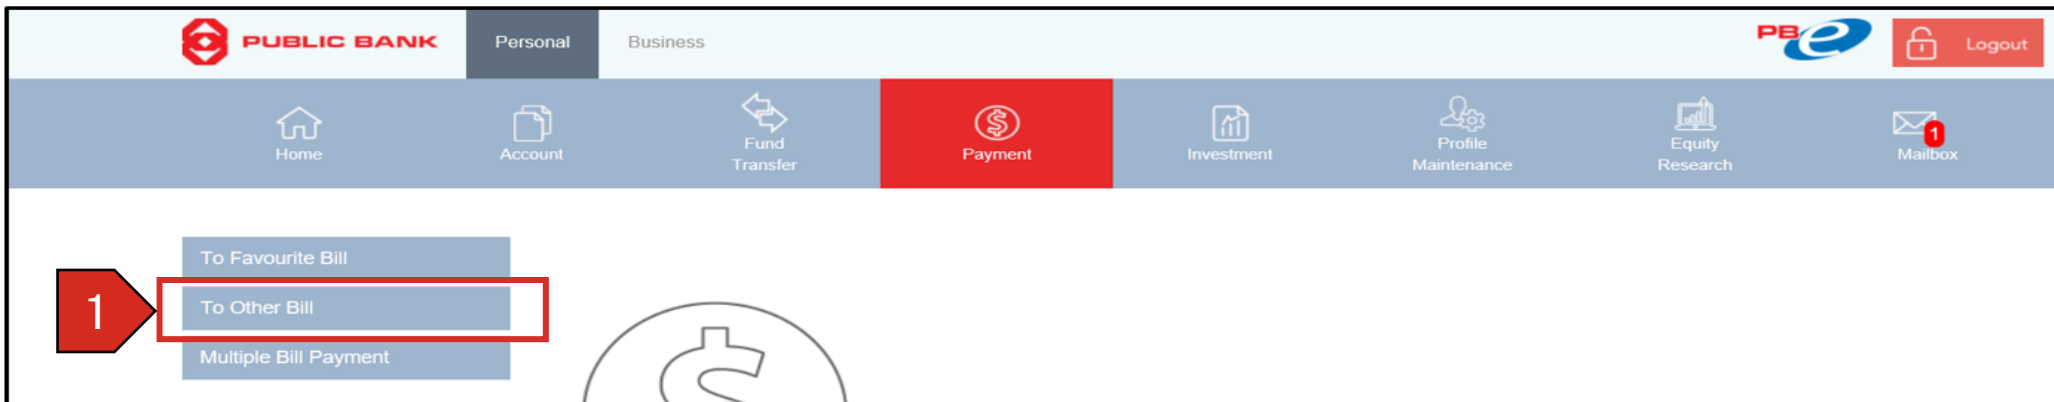 PUBLIC BANK
Personal
Business
PBe
Logout
Home
Account
Fund
Transfer
Payment
Investment
Profile
Maintenance
Equity
Research
1
Mailbox
To Favourite Bill
1
To Other Bill
Multiple Bill Payment